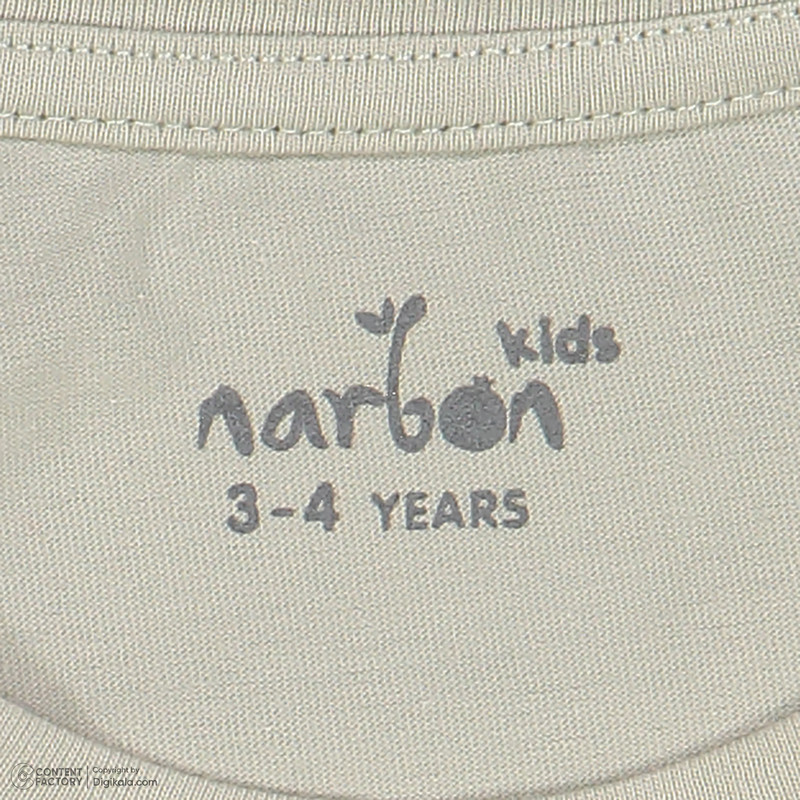 narbon kids
3-4 YEARS
CONTENT FACTORY
Copyright by
Digikala.com